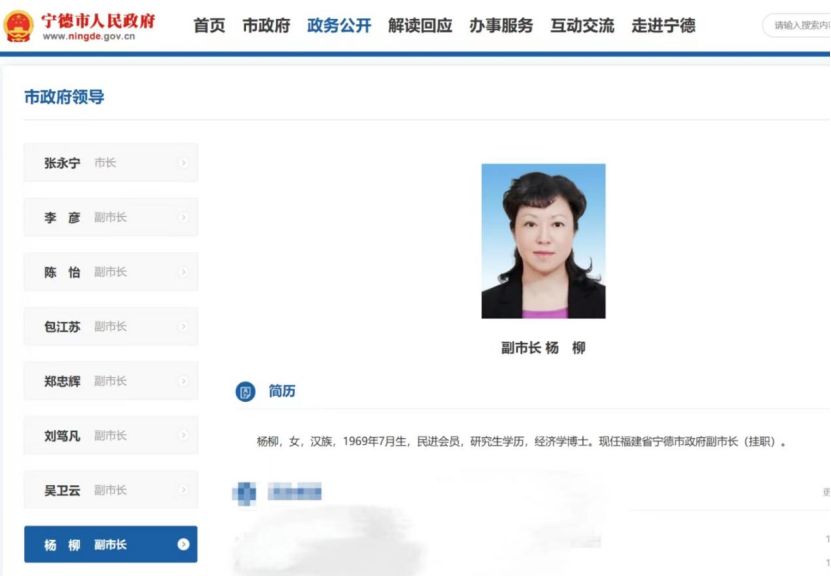 宁德市人民政府
www.ningde.gov.cn
首页 市政府 政务公开 解读回应 办事服务 互动交流 走进宁德
请输入搜索内
市政府领导
张永宁 市长
李 彦 副市长
陈 怡 副市长
包江苏 副市长
郑忠辉 副市长
刘笃凡 副市长
吴卫云 副市长
杨 柳 副市长
副市长 杨 柳
简历
杨柳，女，汉族，1969年7月生，民进会员，研究生学历，经济学博士。现任福建省宁德市政府副市长（挂职）。